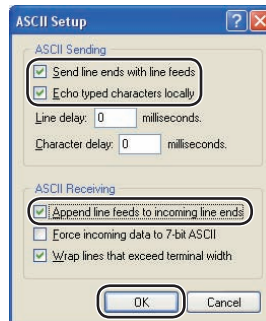 ASCII Setup
ASCII Sending
Send line ends with line feeds
Echo typed characters locally
Line delay: 0 milliseconds.
Character delay: 0 milliseconds.
ASCII Receiving
Append line feeds to incoming line ends
Force incoming data to 7-bit ASCII
Wrap lines that exceed terminal width
OK Cancel